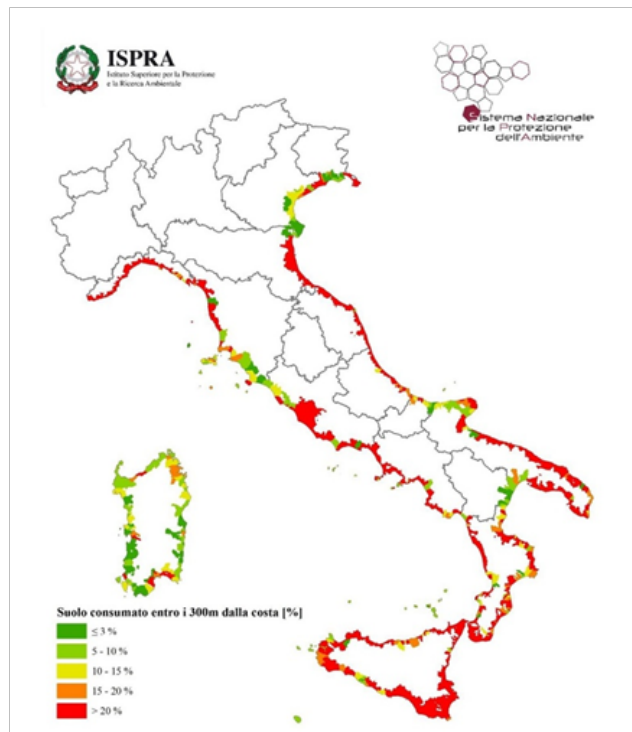 ISPRA
Istituto Superiore per la Protezione
e la Ricerca Ambientale
Sistema Nazionale
per la Protezione
dell'Ambiente
Suolo consumato entro i 300m dalla costa [%]
≤ 3 %
5 - 10 %
10 - 15 %
15 - 20 %
> 20 %